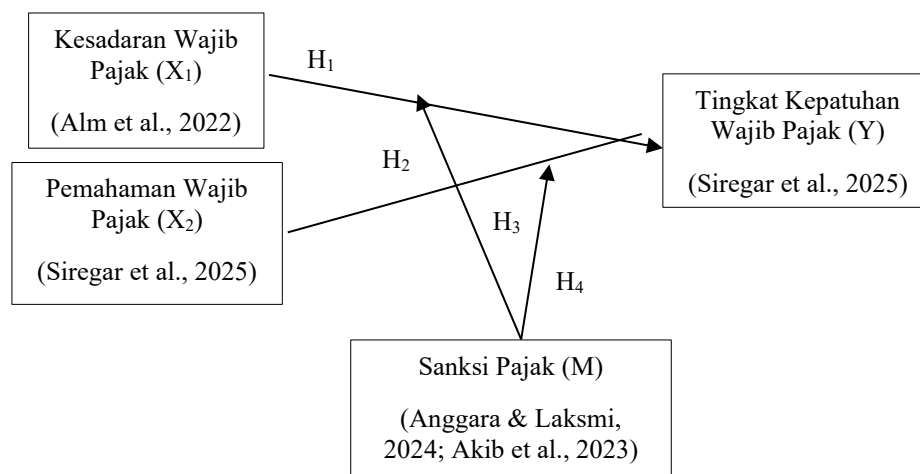 Kesadaran Wajib
Pajak (X₁)
(Alm et al., 2022)
H₁
Tingkat Kepatuhan
Wajib Pajak (Y)
(Siregar et al., 2025)
Pemahaman Wajib
Pajak (X₂)
(Siregar et al., 2025)
H₂
H₃
H₄
Sanksi Pajak (M)
(Anggara & Laksmi,
2024; Akib et al., 2023)